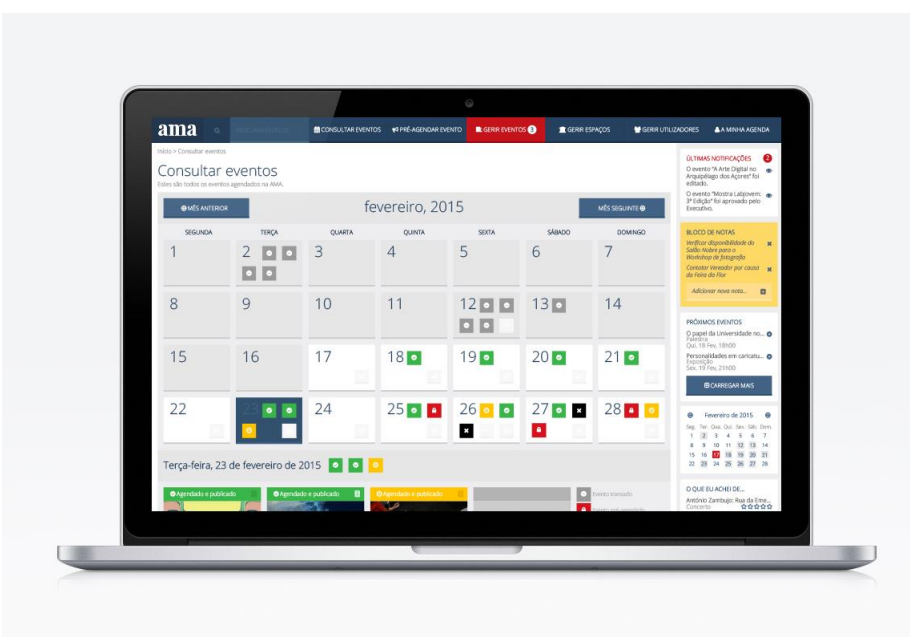 ama
CONSULTAR EVENTOS
PRÉ-AGENDAR EVENTO
GERIR EVENTOS 3
GERIR ESPAÇOS
GERIR UTILIZADORES
A MINHA AGENDA
Início > Consultar eventos
Consultar eventos
Estes são todos os eventos agendados na AMA.
MÊS ANTERIOR
fevereiro, 2015
MÊS SEGUINTE
SEGUNDA TERÇA QUARTA QUINTA SEXTA SÁBADO DOMINGO
1 2 3 4 5 6 7
8 9 10 11 12 13 14
15 16 17 18 19 20 21
22 23 24 25 26 27 28
Terça-feira, 23 de fevereiro de 2015
Agendado e publicado
Agendado e publicado
Agendado e publicado
Evento transato
ÚLTIMAS NOTIFICAÇÕES 2
O evento "A Arte Digital no
Arquipélago dos Açores" foi
editado.
O evento "Mostra Labjovem:
3ª Edição" foi aprovado pelo
Executivo.
BLOCO DE NOTAS
Verificar disponibilidade do
Salão Nobre para o
Workshop de fotografia
Contatar Vereador por causa
da Feira da Flor
Adicionar nova nota...
PRÓXIMOS EVENTOS
O papel da Universidade no...
Palestra
Qui. 18 Fev, 18h00
Personalidades em caricatu...
Exposição
Sex. 19 Fev, 21h00
CARREGAR MAIS
Fevereiro de 2015
Seg. Ter. Qua. Qui. Sex. Sáb. Dom.
1 2 3 4 5 6 7
8 9 10 11 12 13 14
15 16 17 18 19 20 21
22 23 24 25 26 27 28
O QUE EU ACHEI DE...
António Zambujo: Rua da Eme...
Concerto